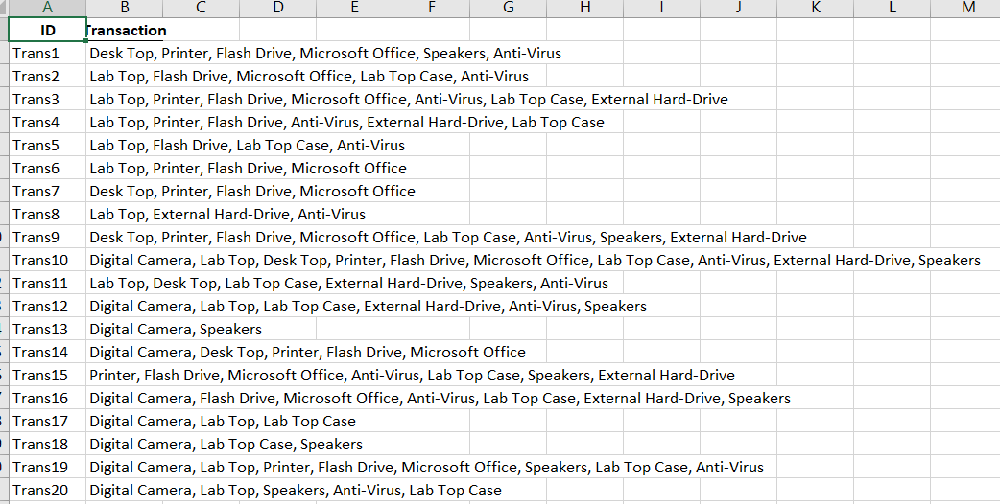 A B C D E F G H I J K L M
ID Transaction
Trans1 Desk Top, Printer, Flash Drive, Microsoft Office, Speakers, Anti-Virus
Trans2 Lab Top, Flash Drive, Microsoft Office, Lab Top Case, Anti-Virus
Trans3 Lab Top, Printer, Flash Drive, Microsoft Office, Anti-Virus, Lab Top Case, External Hard-Drive
Trans4 Lab Top, Printer, Flash Drive, Anti-Virus, External Hard-Drive, Lab Top Case
Trans5 Lab Top, Flash Drive, Lab Top Case, Anti-Virus
Trans6 Lab Top, Printer, Flash Drive, Microsoft Office
Trans7 Desk Top, Printer, Flash Drive, Microsoft Office
Trans8 Lab Top, External Hard-Drive, Anti-Virus
Trans9 Desk Top, Printer, Flash Drive, Microsoft Office, Lab Top Case, Anti-Virus, Speakers, External Hard-Drive
Trans10 Digital Camera, Lab Top, Desk Top, Printer, Flash Drive, Microsoft Office, Lab Top Case, Anti-Virus, External Hard-Drive, Speakers
Trans11 Lab Top, Desk Top, Lab Top Case, External Hard-Drive, Speakers, Anti-Virus
Trans12 Digital Camera, Lab Top, Lab Top Case, External Hard-Drive, Anti-Virus, Speakers
Trans13 Digital Camera, Speakers
Trans14 Digital Camera, Desk Top, Printer, Flash Drive, Microsoft Office
Trans15 Printer, Flash Drive, Microsoft Office, Anti-Virus, Lab Top Case, Speakers, External Hard-Drive
Trans16 Digital Camera, Flash Drive, Microsoft Office, Anti-Virus, Lab Top Case, External Hard-Drive, Speakers
Trans17 Digital Camera, Lab Top, Lab Top Case
Trans18 Digital Camera, Lab Top Case, Speakers
Trans19 Digital Camera, Lab Top, Printer, Flash Drive, Microsoft Office, Speakers, Lab Top Case, Anti-Virus
Trans20 Digital Camera, Lab Top, Speakers, Anti-Virus, Lab Top Case